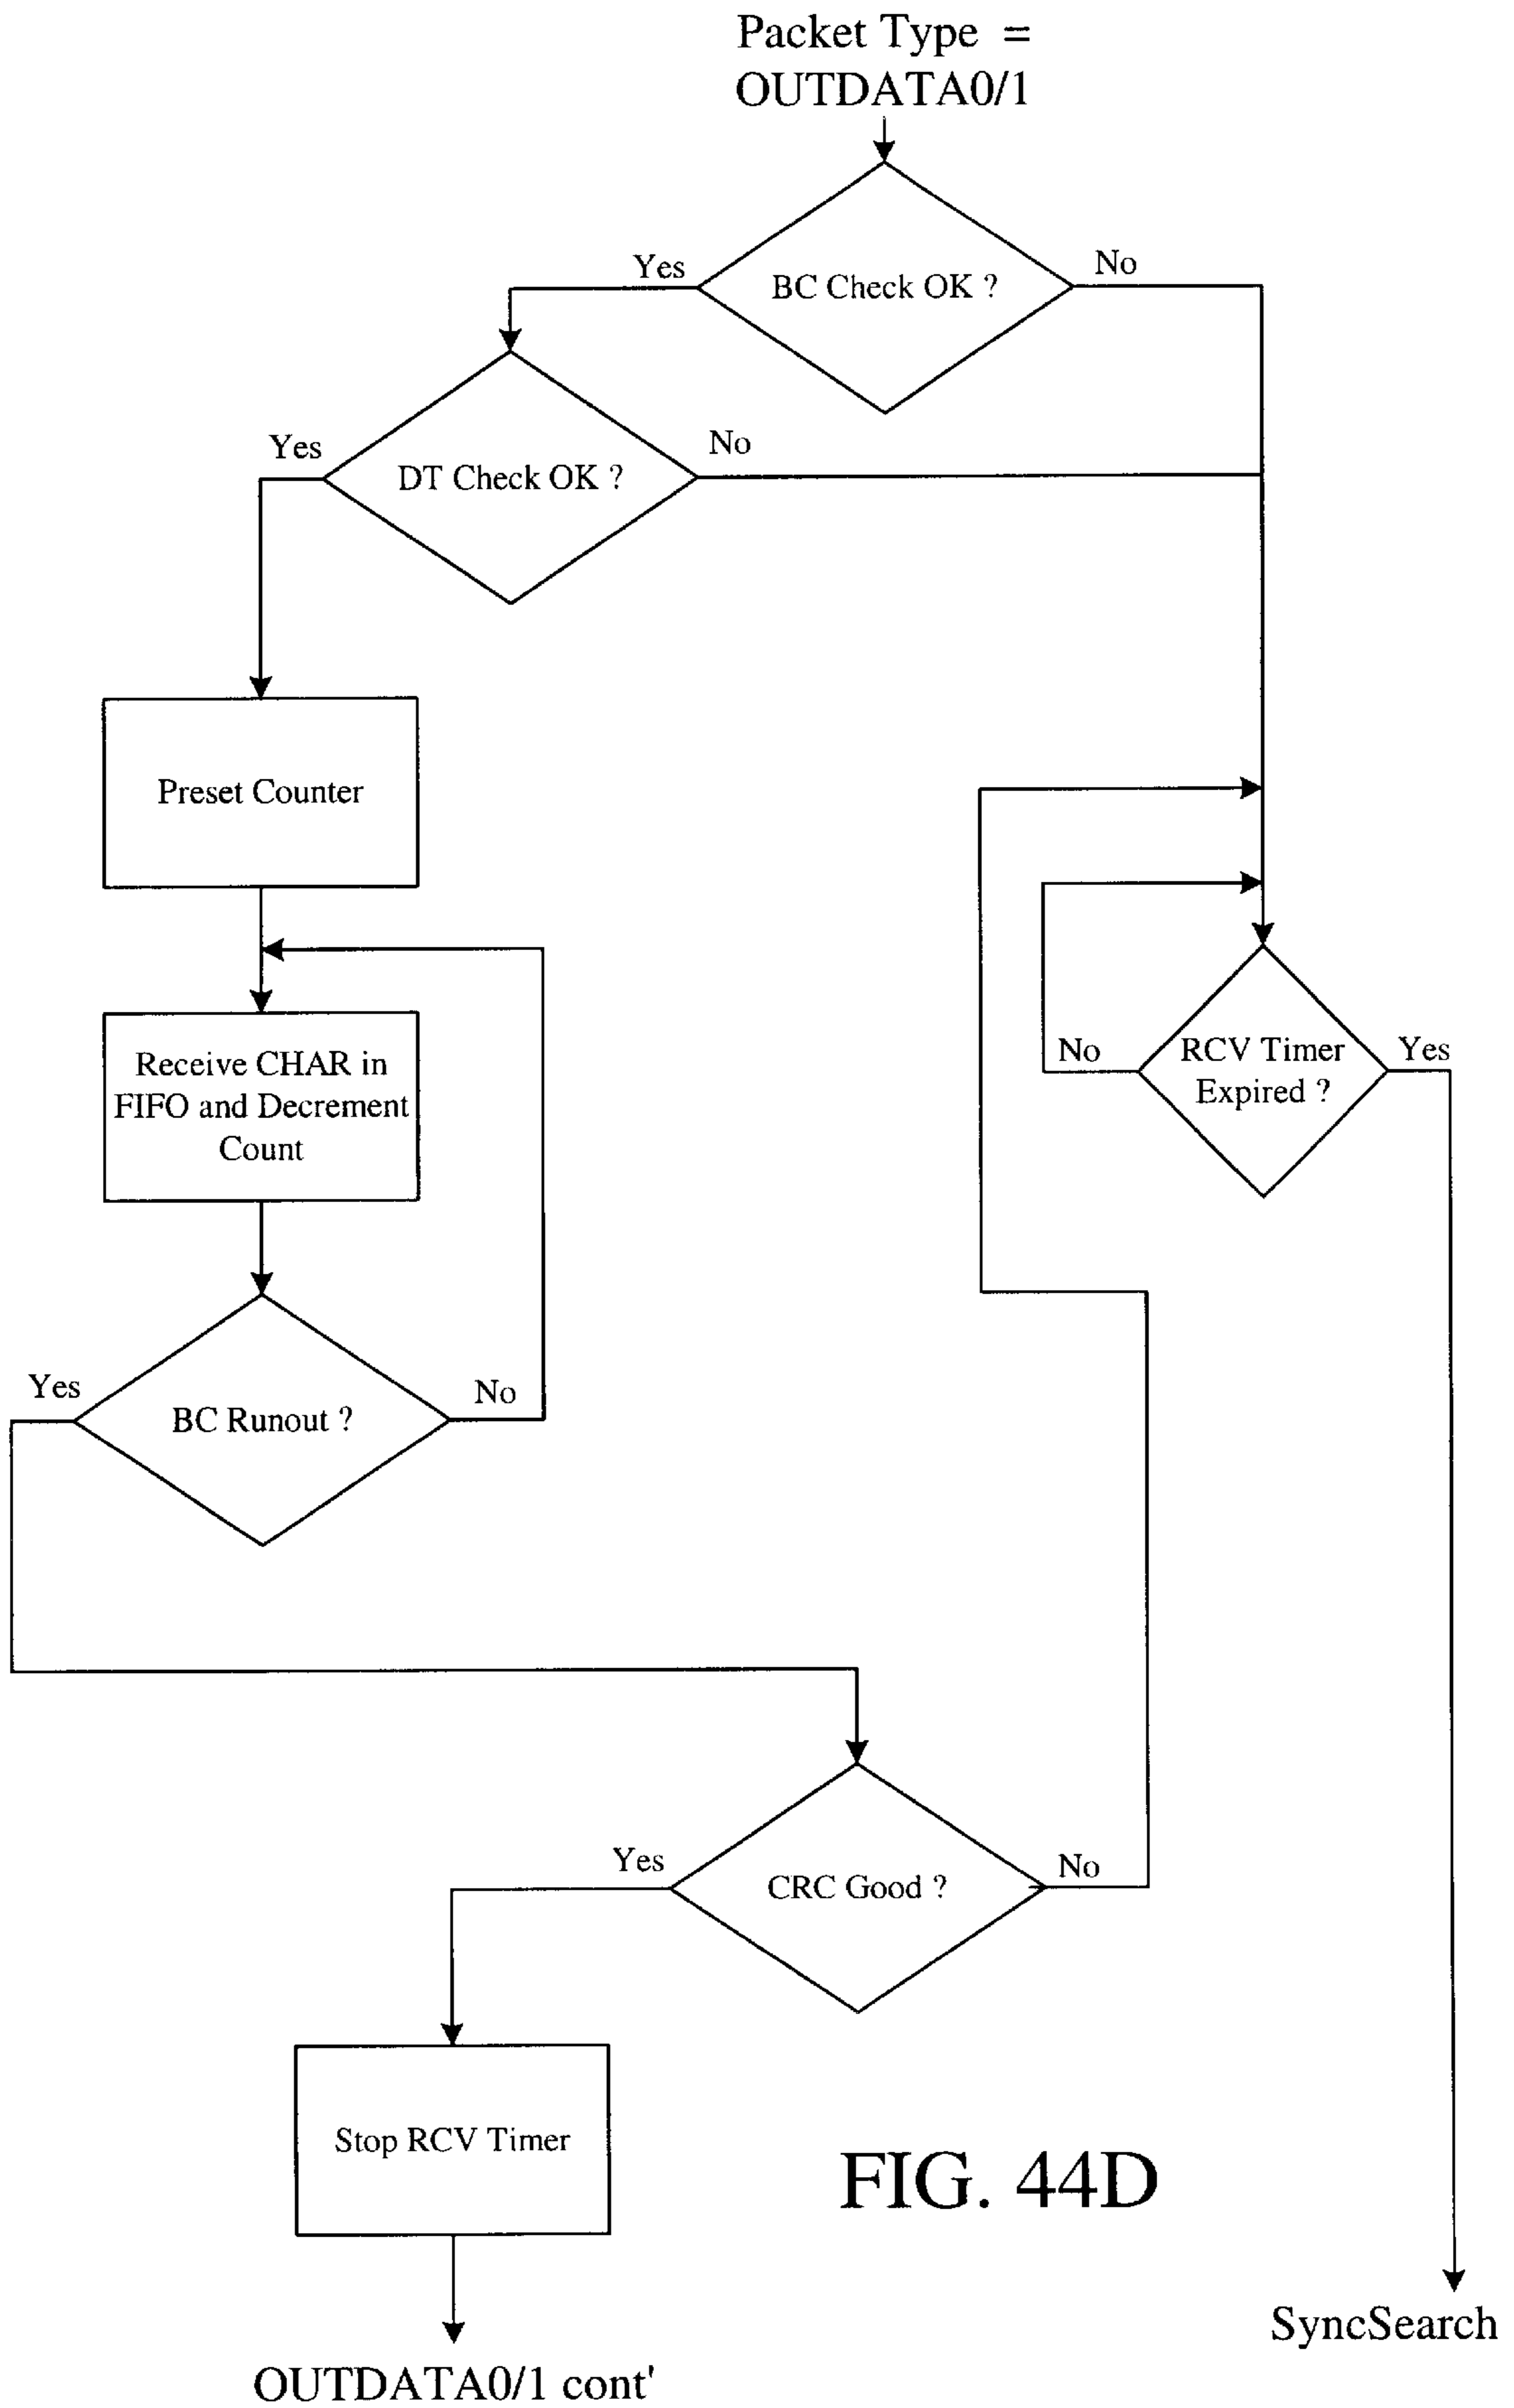 Packet Type =
OUTDATA0/1
Yes
BC Check OK ?
No
Yes
DT Check OK ?
No
Preset Counter
Receive CHAR in
FIFO and Decrement
Count
No
RCV Timer
Expired ?
Yes
Yes
BC Runout ?
No
Yes
CRC Good ?
No
Stop RCV Timer
FIG. 44D
SyncSearch
OUTDATA0/1 cont'